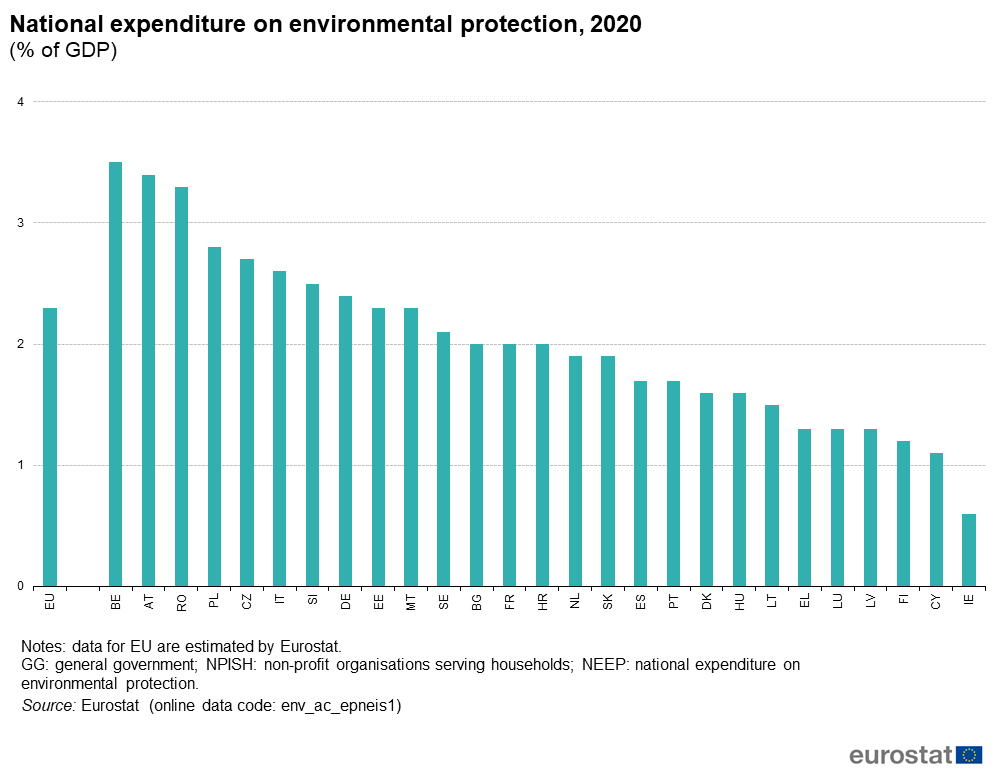 National expenditure on environmental protection, 2020
(% of GDP)
4
3
2
1
0
EU BE AT RO PL CZ IT SI DE EE MT SE BG FR HR NL SK ES PT DK HU LT EL LU LV FI CY IE
Notes: data for EU are estimated by Eurostat.
GG: general government; NPISH: non-profit organisations serving households; NEEP: national expenditure on
environmental protection.
Source: Eurostat (online data code: env_ac_epneis1)
eurostat